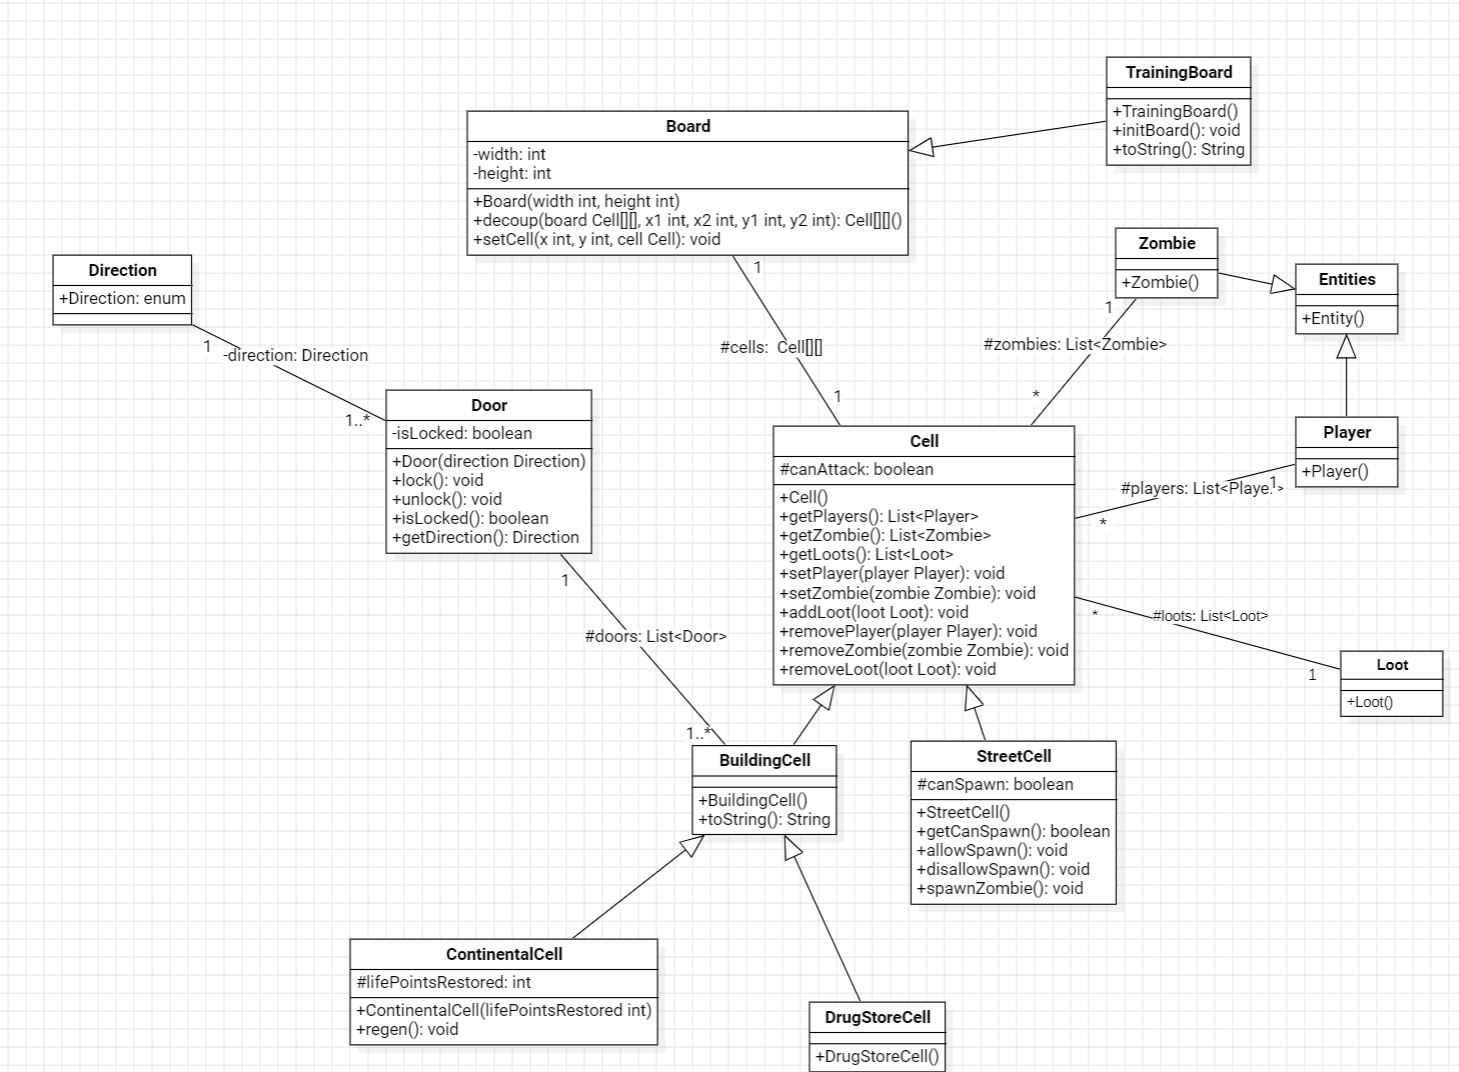 TrainingBoard
+TrainingBoard()
+initBoard(): void
+toString(): String
Board
-width: int
-height: int
+Board(width int, height int)
+decoup(board Cell[][], x1 int, x2 int, y1 int, y2 int): Cell[][]()
+setCell(x int, y int, cell Cell): void
Zombie
+Zombie()
Entities
+Entity()
Direction
+Direction: enum
1
-direction: Direction
1..*
1
#cells: Cell[][]
1
1
#zombies: List<Zombie>
*
Door
-isLocked: boolean
+Door(direction Direction)
+lock(): void
+unlock(): void
+isLocked(): boolean
+getDirection(): Direction
Player
+Player()
Cell
#canAttack: boolean
+Cell()
+getPlayers(): List<Player>
+getZombie(): List<Zombie>
+getLoots(): List<Loot>
+setPlayer(player Player): void
+setZombie(zombie Zombie): void
+addLoot(loot Loot): void
+removePlayer(player Player): void
+removeZombie(zombie Zombie): void
+removeLoot(loot Loot): void
#players: List<Playe
1
*
*
#loots: List<Loot>
1
Loot
+Loot()
1
#doors: List<Door>
1..*
BuildingCell
+BuildingCell()
+toString(): String
StreetCell
#canSpawn: boolean
+StreetCell()
+getCanSpawn(): boolean
+allowSpawn(): void
+disallowSpawn(): void
+spawnZombie(): void
ContinentalCell
#lifePointsRestored: int
+ContinentalCell(lifePointsRestored int)
+regen(): void
DrugStoreCell
+DrugStoreCell()